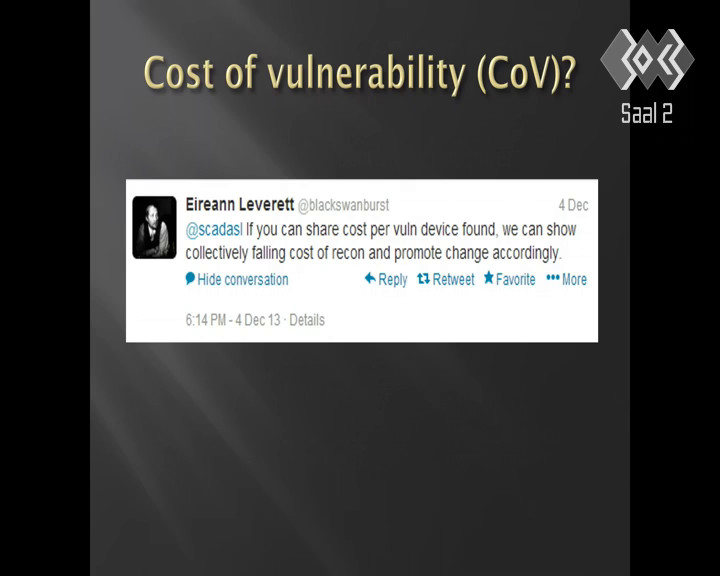 Cost of vulnerability (CoV)?
Saal 2
Eireann Leverett @blackswanburst 4 Dec
@scadasl If you can share cost per vuln device found, we can show
collectively falling cost of recon and promote change accordingly.
Hide conversation Reply Retweet Favorite More
6:14 PM - 4 Dec 13 · Details